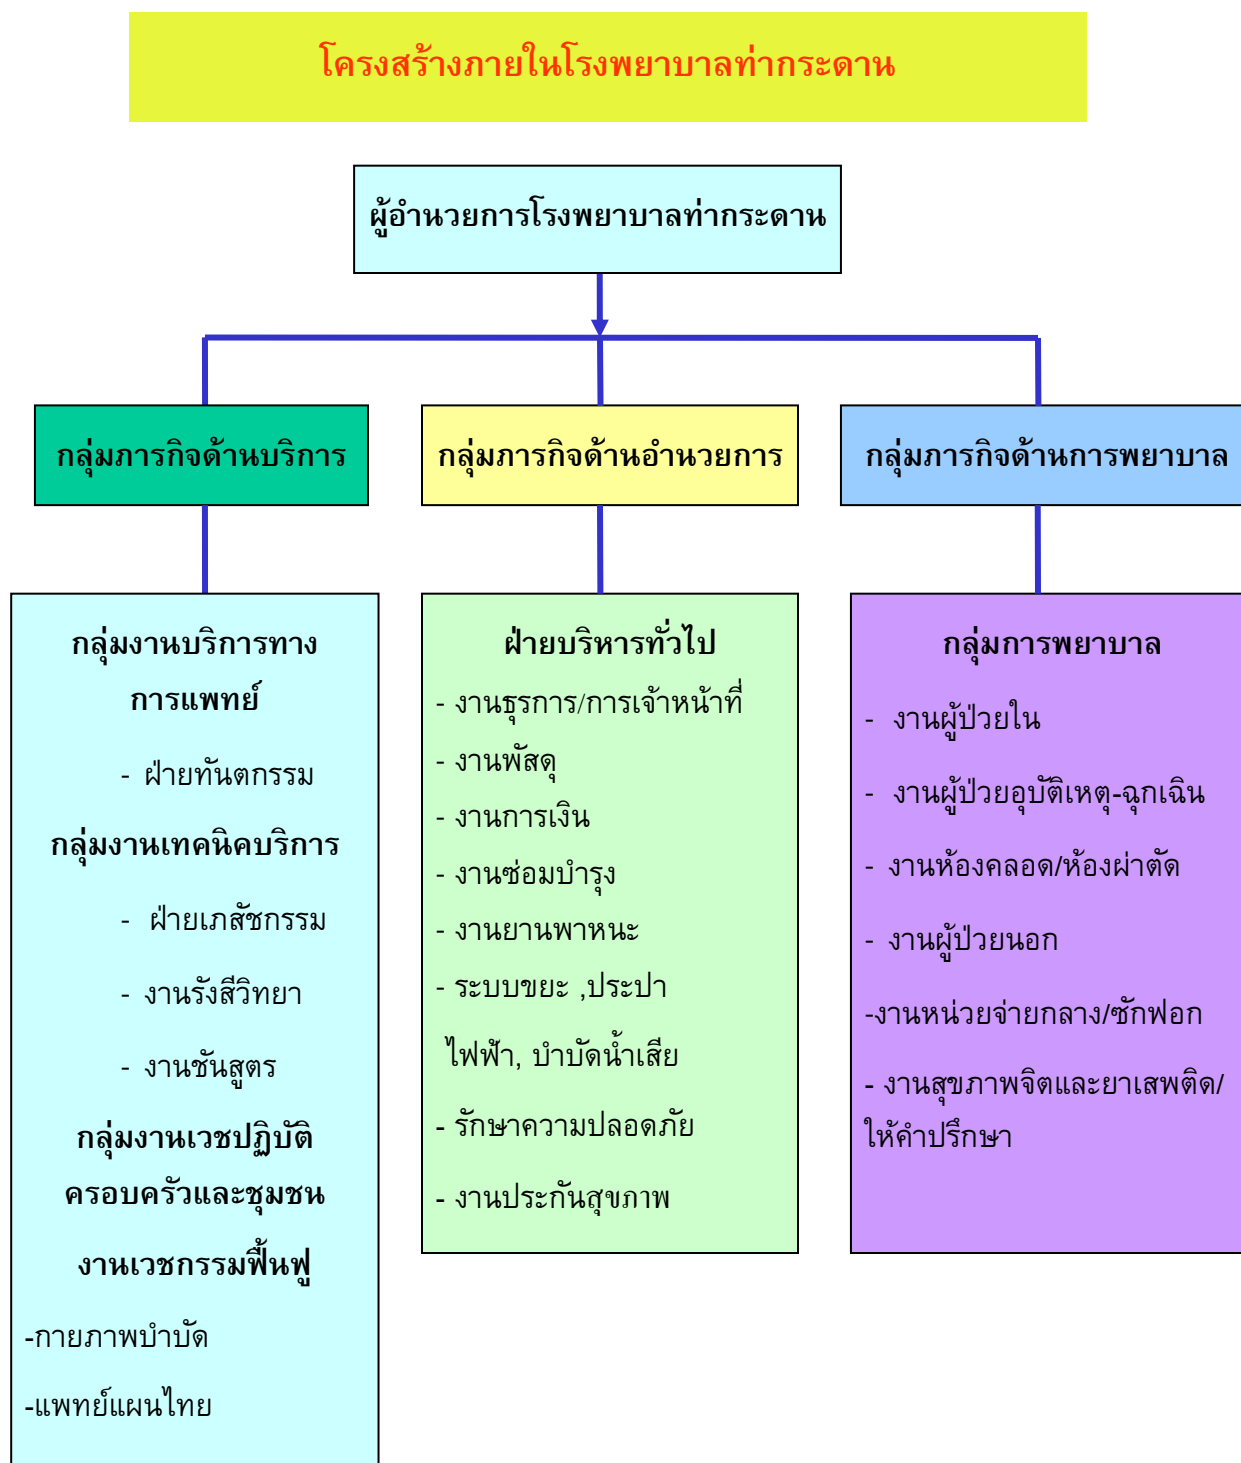 โครงสร้างภายในโรงพยาบาลท่ากระดาน
ผู้อำนวยการโรงพยาบาลท่ากระดาน
กลุ่มภารกิจด้านบริการ
กลุ่มภารกิจด้านอำนวยการ
กลุ่มภารกิจด้านการพยาบาล
กลุ่มงานบริการทาง
การแพทย์
- ฝ่ายทันตกรรม
กลุ่มงานเทคนิคบริการ
- ฝ่ายเภสัชกรรม
- งานรังสีวิทยา
- งานชันสูตร
กลุ่มงานเวชปฏิบัติ
ครอบครัวและชุมชน
งานเวชกรรมฟื้นฟู
-กายภาพบำบัด
-แพทย์แผนไทย
ฝ่ายบริหารทั่วไป
- งานธุรการ/การเจ้าหน้าที่
- งานพัสดุ
- งานการเงิน
- งานซ่อมบำรุง
- งานยานพาหนะ
- ระบบขยะ ,ประปา
ไฟฟ้า, บำบัดน้ำเสีย
- รักษาความปลอดภัย
- งานประกันสุขภาพ
กลุ่มการพยาบาล
- งานผู้ป่วยใน
- งานผู้ป่วยอุบัติเหตุ-ฉุกเฉิน
- งานห้องคลอด/ห้องผ่าตัด
- งานผู้ป่วยนอก
-งานหน่วยจ่ายกลาง/ซักฟอก
- งานสุขภาพจิตและยาเสพติด/
ให้คำปรึกษา